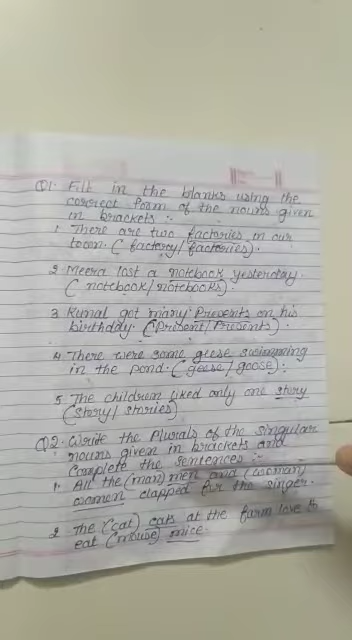 Q1. Fill in the blanks using the
correct form of the nouns given
in brackets :-
1. There are two factories in our
town. ( factory/ factories).
2. Meera lost a notebook yesterday.
( notebook/ notebooks).
3. Kunal got many Presents on his
birthday. (Present/ Presents).
4. There were some geese swimming
in the pond. (geese/ goose).
5. The children liked only one story
(story/ stories)
Q2. Write the Plurals of the singular
nouns given in brackets and
complete the sentences :-
1. All the (man) men and (woman)
women clapped for the singer.
2. The (cat) cats at the farm love to
eat (mouse) mice.